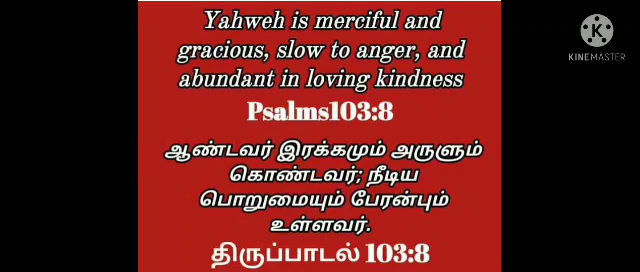 Yahweh is merciful and
gracious, slow to anger, and
abundant in loving kindness
Psalms103:8
ஆண்டவர் இரக்கமும் அருளும்
கொண்டவர்; நீடிய
பொறுமையும் பேரன்பும்
உள்ளவர்.
திருப்பாடல் 103:8
K
KINEMASTER